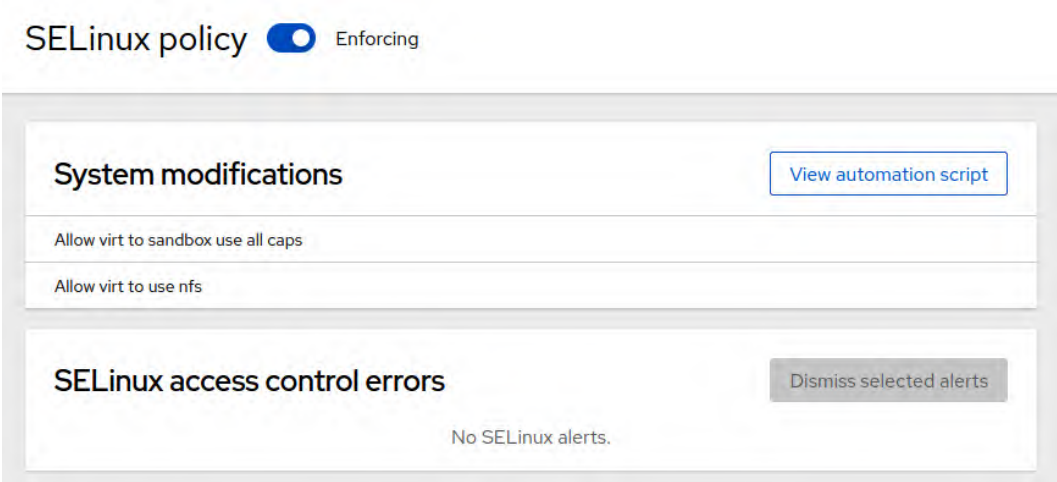 SELinux policy Enforcing
System modifications View automation script
Allow virt to sandbox use all caps
Allow virt to use nfs
SELinux access control errors Dismiss selected alerts
No SELinux alerts.